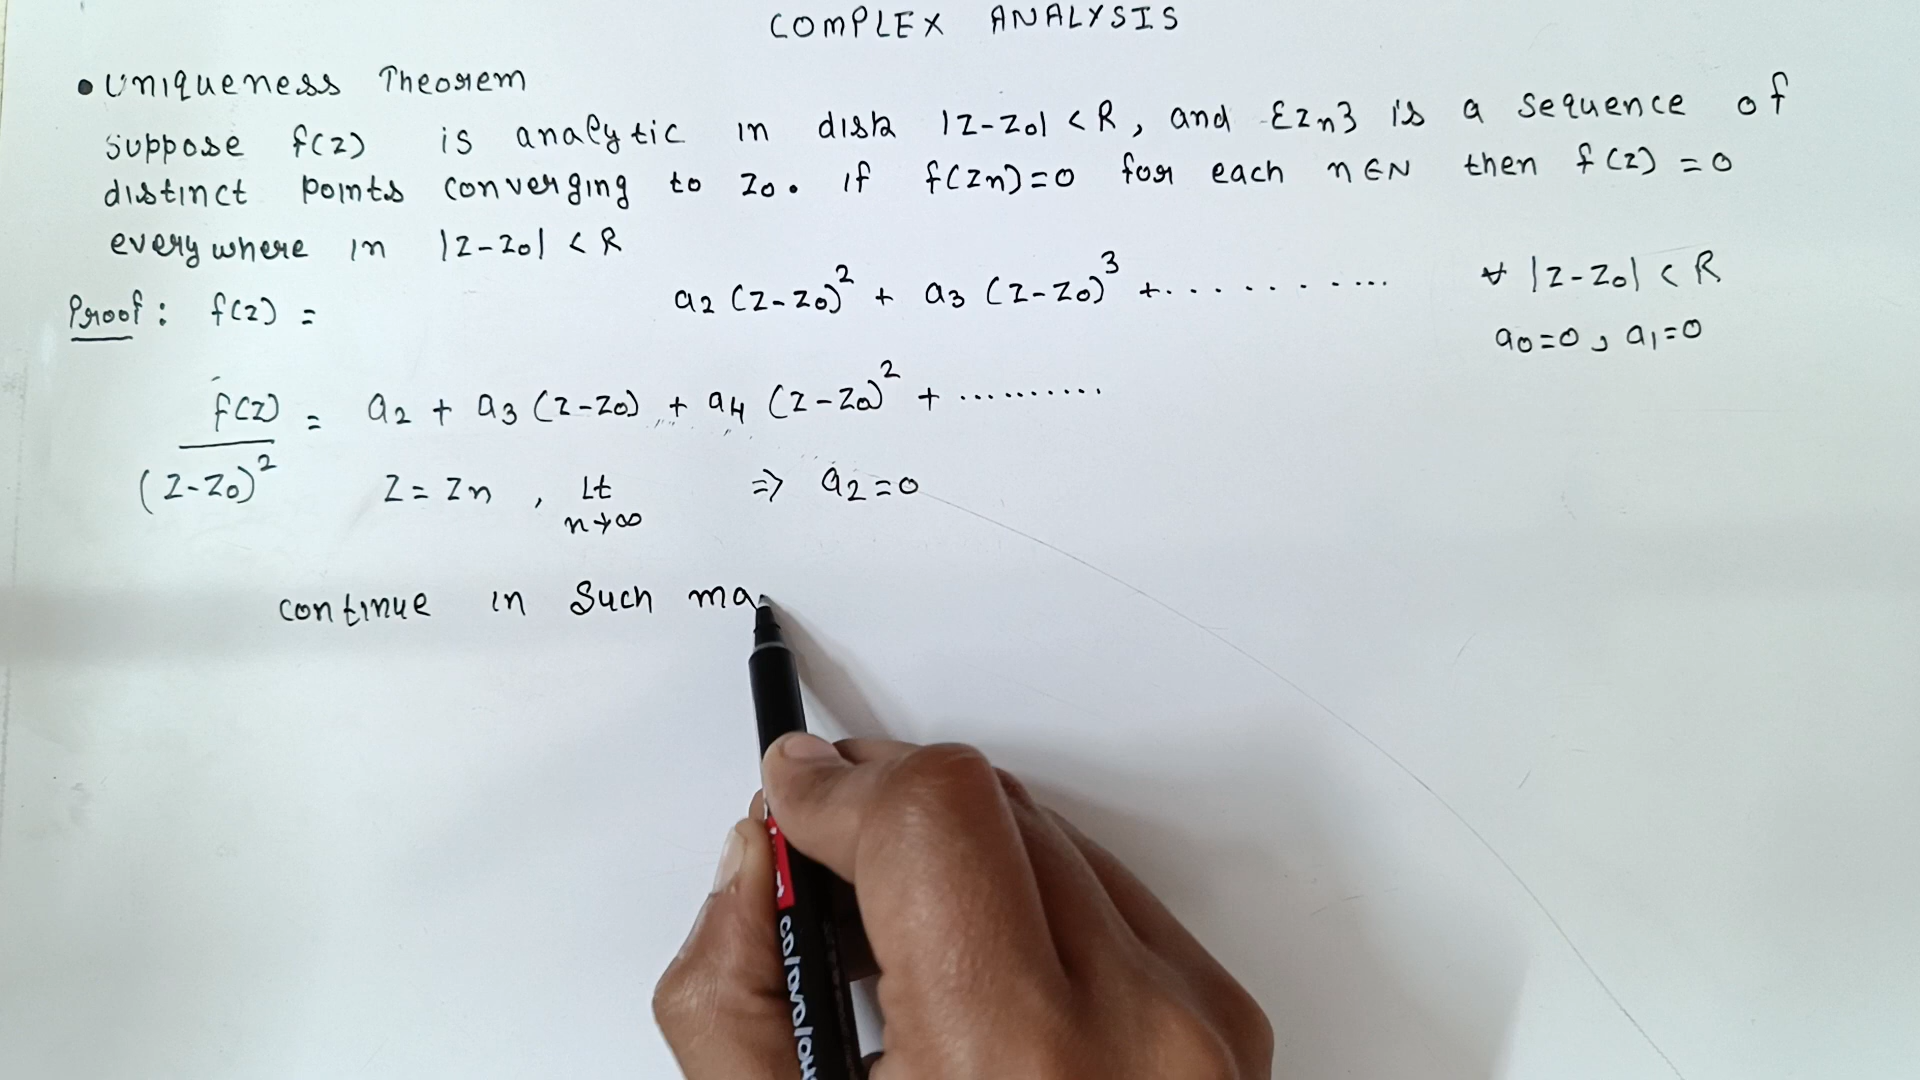 COMPLEX ANALYSIS
• Uniqueness Theorem
Suppose f(z) is analytic in disk |z-z₀| < R, and {zₙ} is a sequence of
distinct points converging to z₀. if f(zₙ)=0 for each n∈N then f(z) = 0
everywhere in |z-z₀| < R
Proof: f(z) = a₂(z-z₀)² + a₃(z-z₀)³ +........... ∀ |z-z₀| < R
a₀=0, a₁=0
f(z)/(z-z₀)² = a₂ + a₃(z-z₀) + a₄(z-z₀)² + ..........
z = zₙ, Lt n→∞ ⇒ a₂=0
continue in such ma
CD/DVD/OH